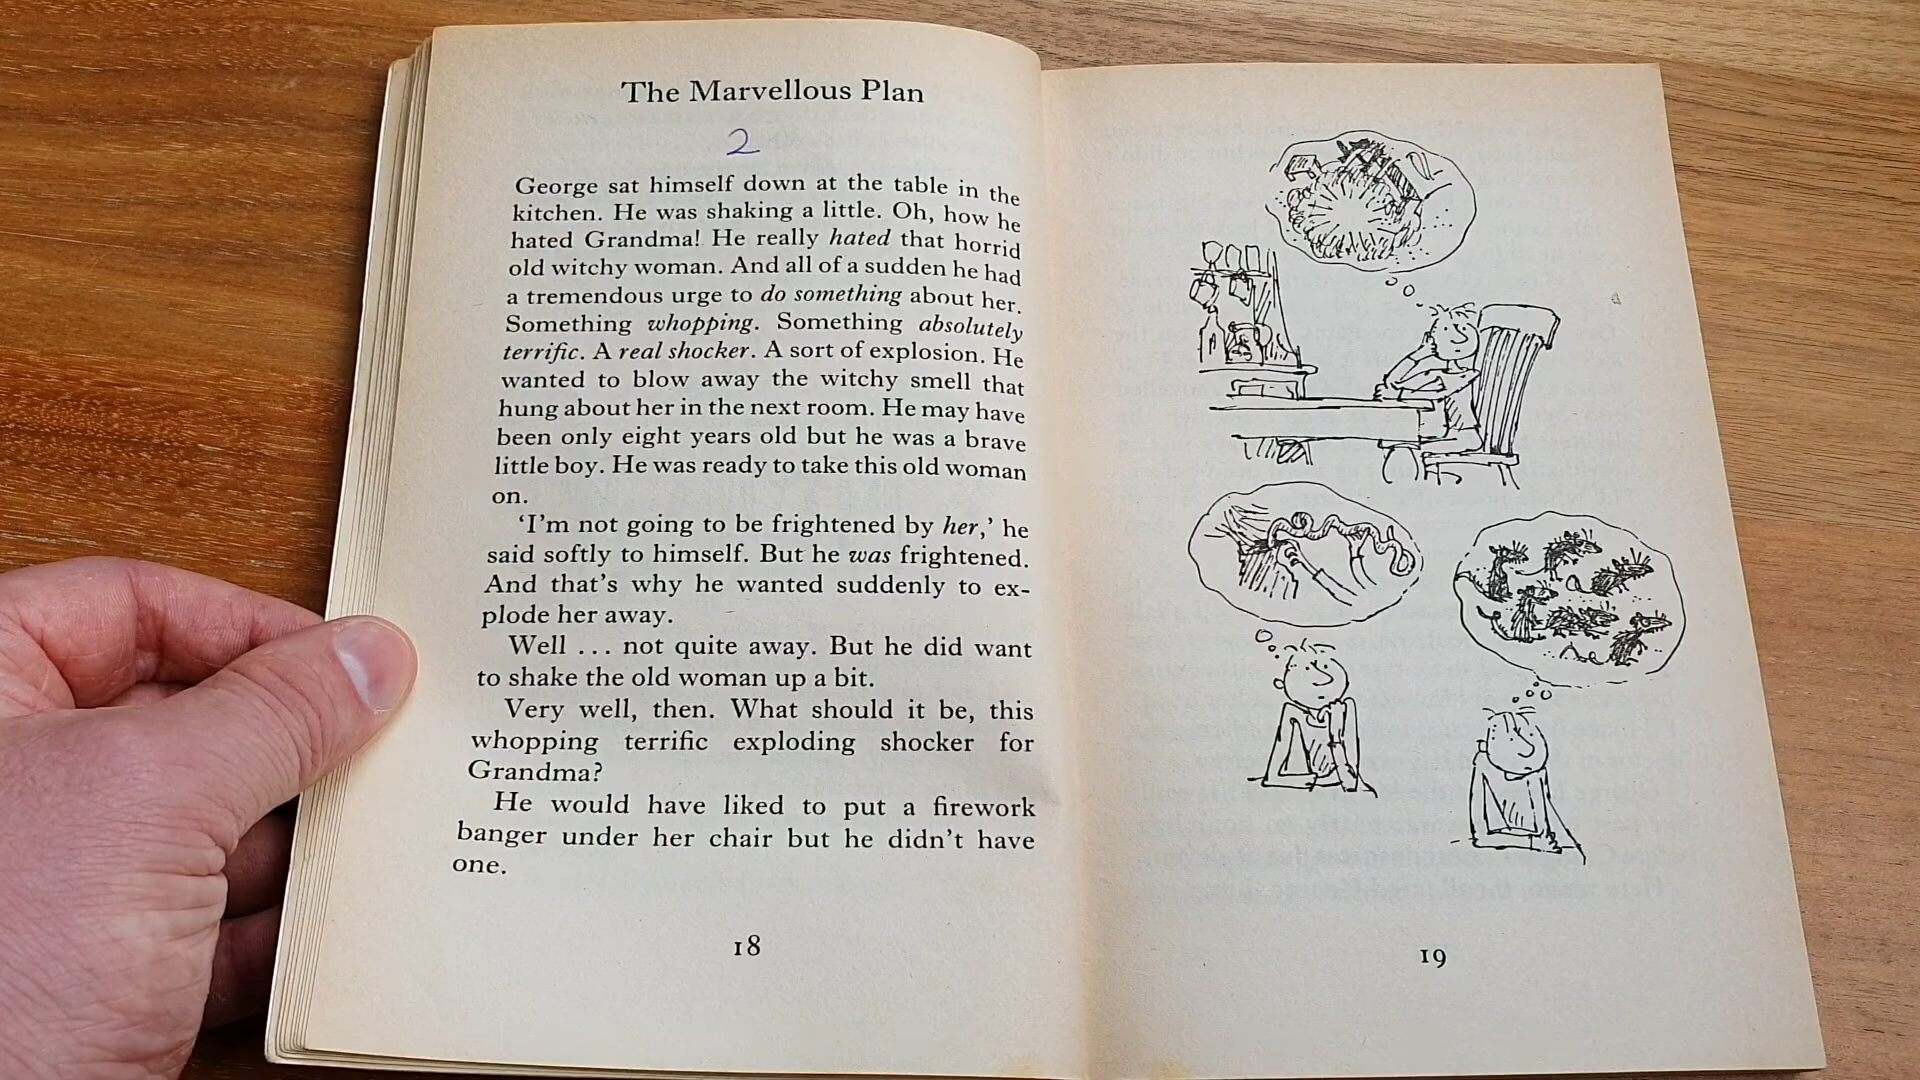 The Marvellous Plan
2
George sat himself down at the table in the
kitchen. He was shaking a little. Oh, how he
hated Grandma! He really hated that horrid
old witchy woman. And all of a sudden he had
a tremendous urge to do something about her.
Something whopping. Something absolutely
terrific. A real shocker. A sort of explosion. He
wanted to blow away the witchy smell that
hung about her in the next room. He may have
been only eight years old but he was a brave
little boy. He was ready to take this old woman
on.
‘I’m not going to be frightened by her,’ he
said softly to himself. But he was frightened.
And that’s why he wanted suddenly to ex-
plode her away.
Well ... not quite away. But he did want
to shake the old woman up a bit.
Very well, then. What should it be, this
whopping terrific exploding shocker for
Grandma?
He would have liked to put a firework
banger under her chair but he didn’t have
one.
18
19